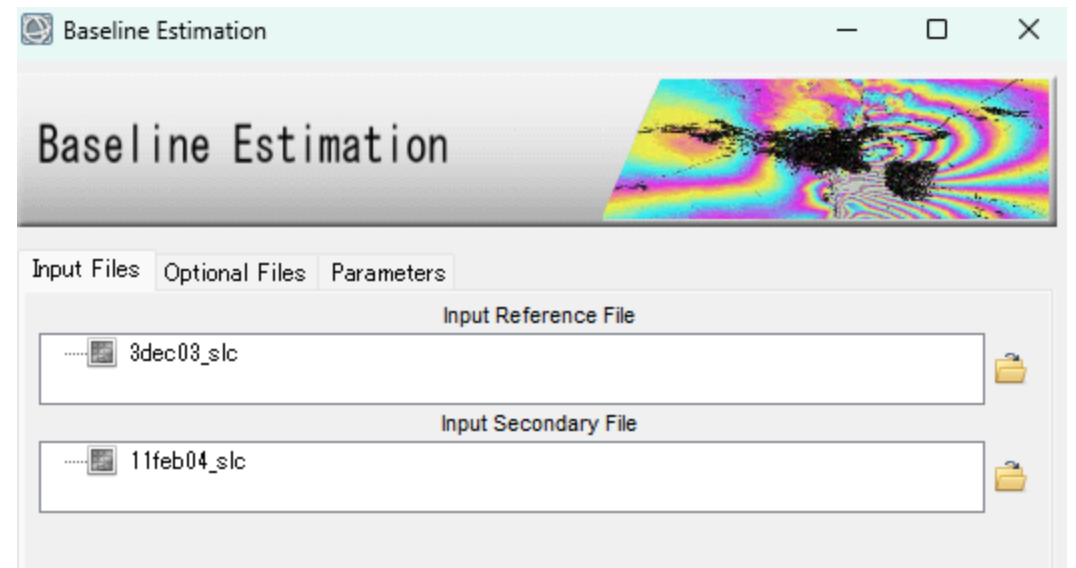 Baseline Estimation
Baseline Estimation
Input Files Optional Files Parameters
Input Reference File
3dec03_slc
Input Secondary File
11feb04_slc